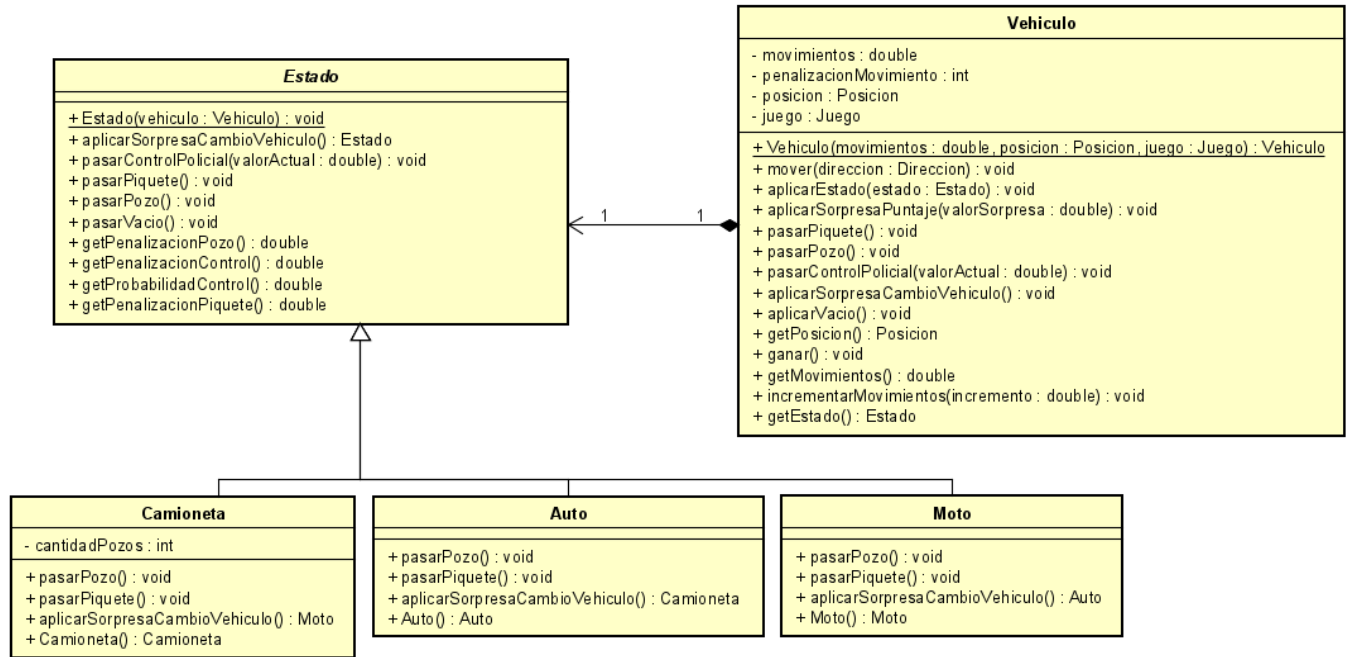 Estado
+ Estado(vehiculo : Vehiculo) : void
+ aplicarSorpresaCambioVehiculo() : Estado
+ pasarControlPolicial(valorActual : double) : void
+ pasarPiquete() : void
+ pasarPozo() : void
+ pasarVacio() : void
+ getPenalizacionPozo() : double
+ getPenalizacionControl() : double
+ getProbabilidadControl() : double
+ getPenalizacionPiquete() : double
1
1
Vehiculo
- movimientos : double
- penalizacionMovimiento : int
- posicion : Posicion
- juego : Juego
+ Vehiculo(movimientos : double, posicion : Posicion, juego : Juego) : Vehiculo
+ mover(direccion : Direccion) : void
+ aplicarEstado(estado : Estado) : void
+ aplicarSorpresaPuntaje(valorSorpresa : double) : void
+ pasarPiquete() : void
+ pasarPozo() : void
+ pasarControlPolicial(valorActual : double) : void
+ aplicarSorpresaCambioVehiculo() : void
+ aplicarVacio() : void
+ getPosicion() : Posicion
+ ganar() : void
+ getMovimientos() : double
+ incrementarMovimientos(incremento : double) : void
+ getEstado() : Estado
Camioneta
- cantidadPozos : int
+ pasarPozo() : void
+ pasarPiquete() : void
+ aplicarSorpresaCambioVehiculo() : Moto
+ Camioneta() : Camioneta
Auto
+ pasarPozo() : void
+ pasarPiquete() : void
+ aplicarSorpresaCambioVehiculo() : Camioneta
+ Auto() : Auto
Moto
+ pasarPozo() : void
+ pasarPiquete() : void
+ aplicarSorpresaCambioVehiculo() : Auto
+ Moto() : Moto